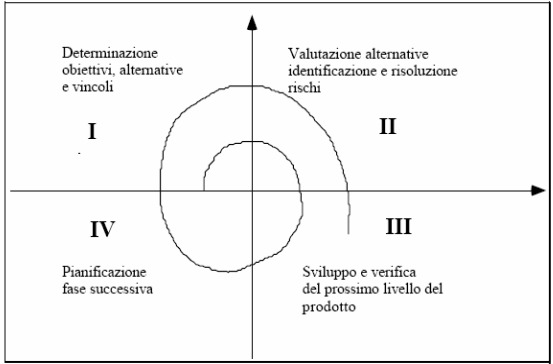 Determinazione
obiettivi, alternative
e vincoli
I
Valutazione alternative
identificazione e risoluzione
rischi
II
IV
Pianificazione
fase successiva
III
Sviluppo e verifica
del prossimo livello del
prodotto